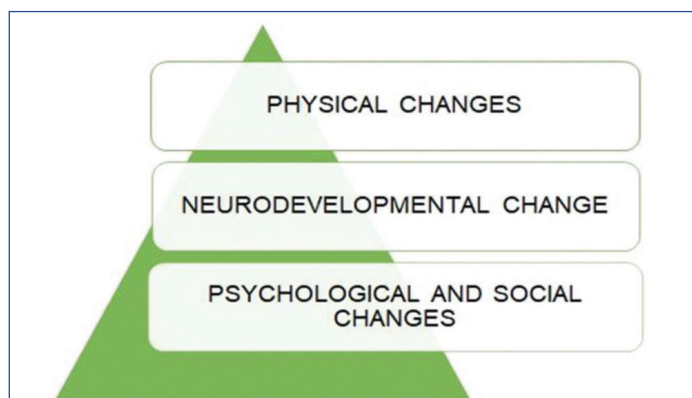 PHYSICAL CHANGES
NEURODEVELOPMENTAL CHANGE
PSYCHOLOGICAL AND SOCIAL
CHANGES